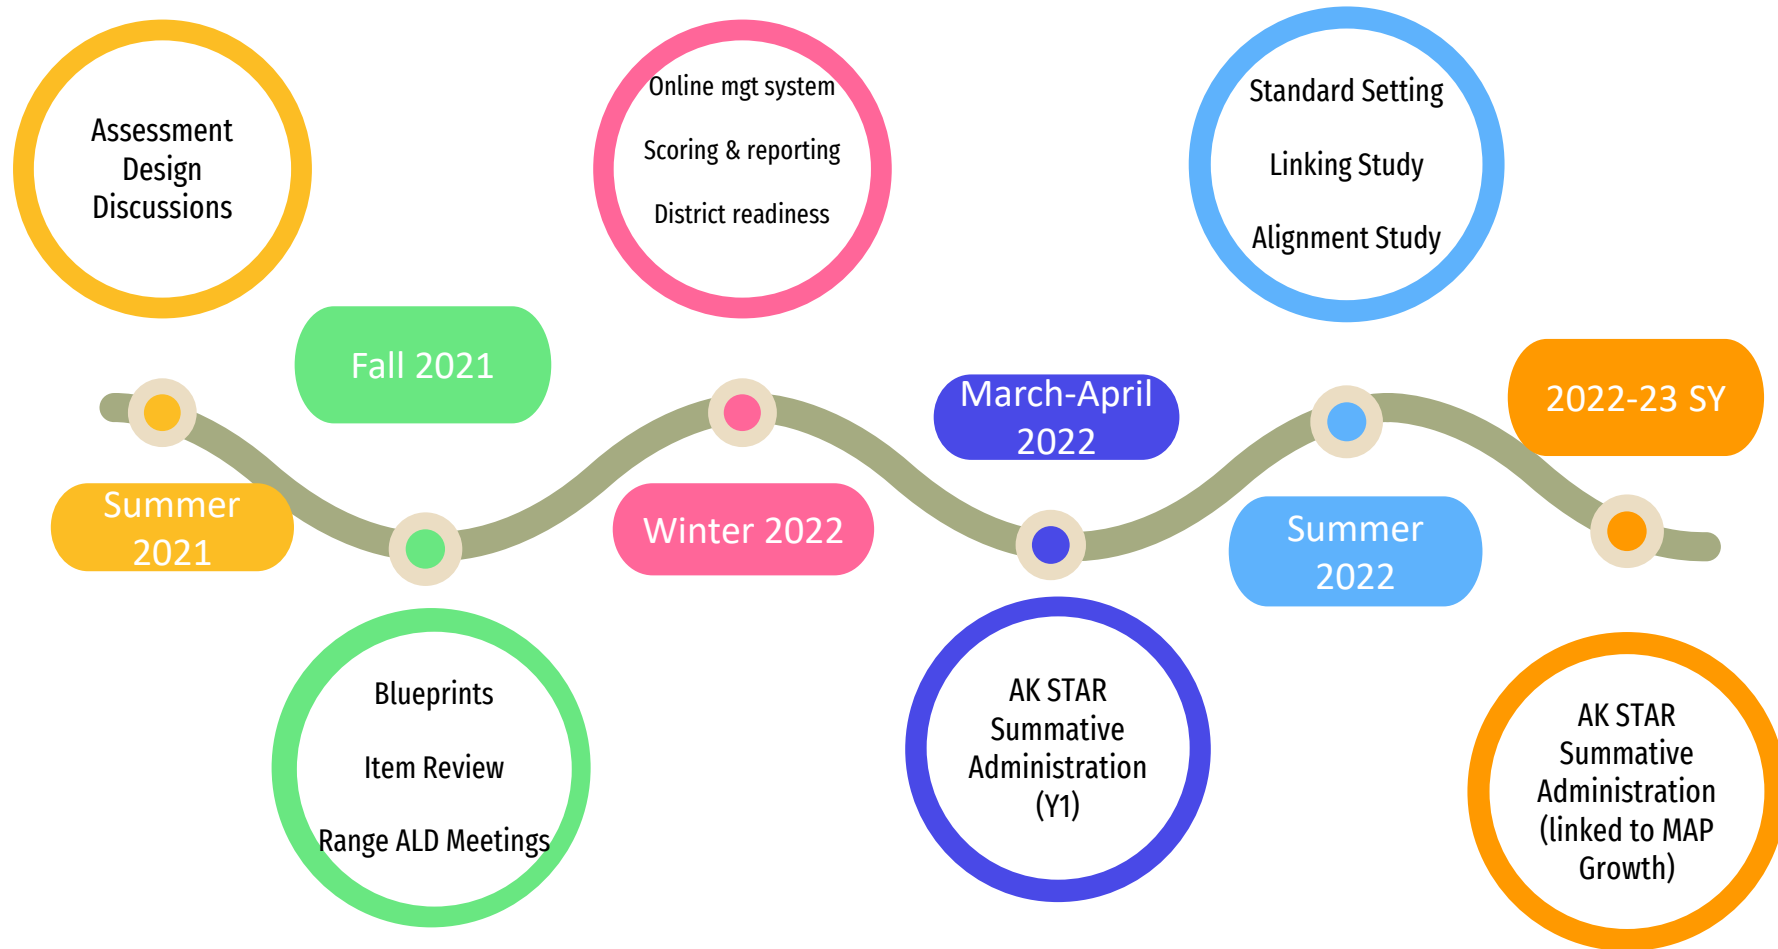 Assessment
Design
Discussions
Summer
2021
Fall 2021
Blueprints
Item Review
Range ALD Meetings
Online mgt system
Scoring & reporting
District readiness
Winter 2022
March-April
2022
AK STAR
Summative
Administration
(Y1)
Standard Setting
Linking Study
Alignment Study
Summer
2022
2022-23 SY
AK STAR
Summative
Administration
(linked to MAP
Growth)